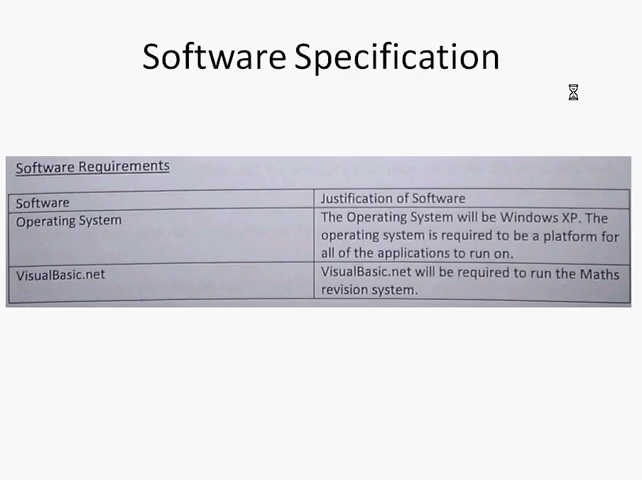 Software Specification
Software Requirements
Software
Justification of Software
Operating System
The Operating System will be Windows XP. The
operating system is required to be a platform for
all of the applications to run on.
VisualBasic.net
VisualBasic.net will be required to run the Maths
revision system.